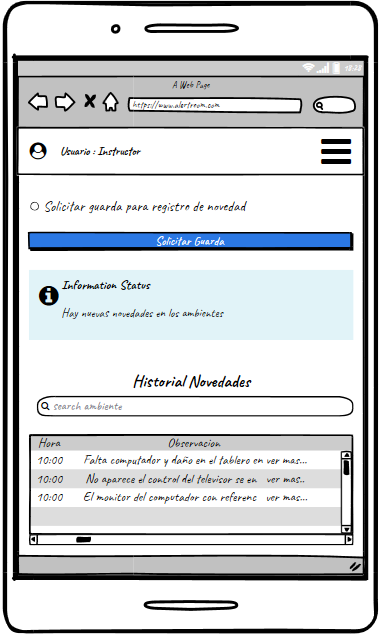 18:28
A Web Page
https://www.alertroom.com
Usuario : Instructor
Solicitar guarda para registro de novedad
Solicitar Guarda
Information Status
Hay nuevas novedades en los ambientes
Historial Novedades
search ambiente
Hora Observacion
10:00 Falta computador y daño en el tablero en ver mas...
10:00 No aparece el control del televisor se en ver mas..
10:00 El monitor del computador con referenc ver mas...